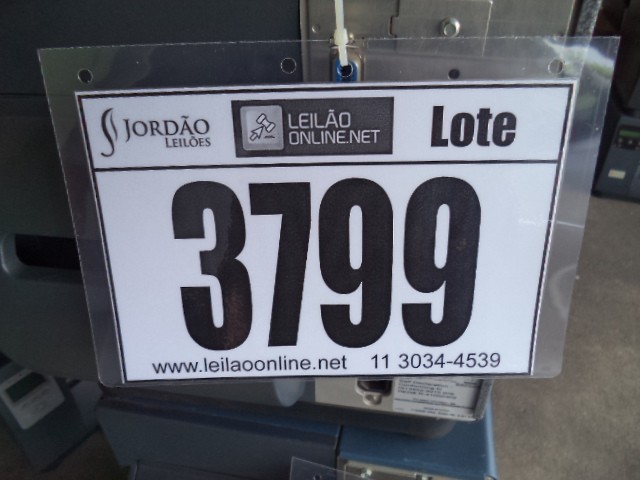 JORDÃO
LEILÕES
LEILÃO
ONLINE.NET
Lote
3799
www.leilaoonline.net 11 3034-4539